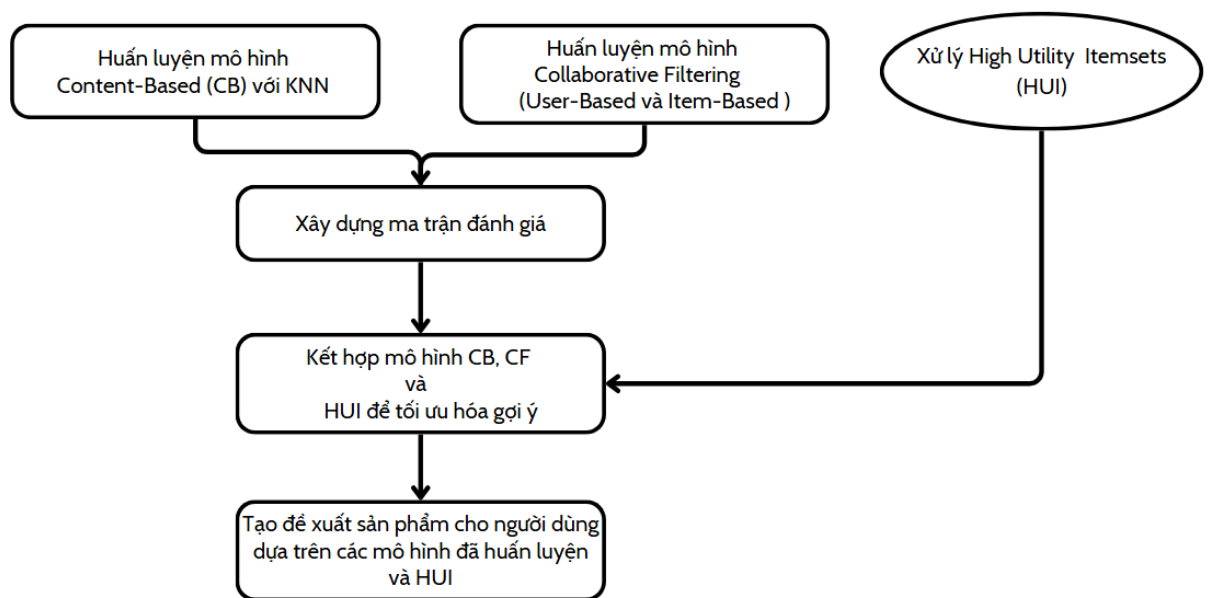 Huấn luyện mô hình
Content-Based (CB) với KNN
Huấn luyện mô hình
Collaborative Filtering
(User-Based và Item-Based )
Xử lý High Utility Itemsets
(HUI)
Xây dựng ma trận đánh giá
Kết hợp mô hình CB, CF
và
HUI để tối ưu hóa gợi ý
Tạo đề xuất sản phẩm cho người dùng
dựa trên các mô hình đã huấn luyện
và HUI